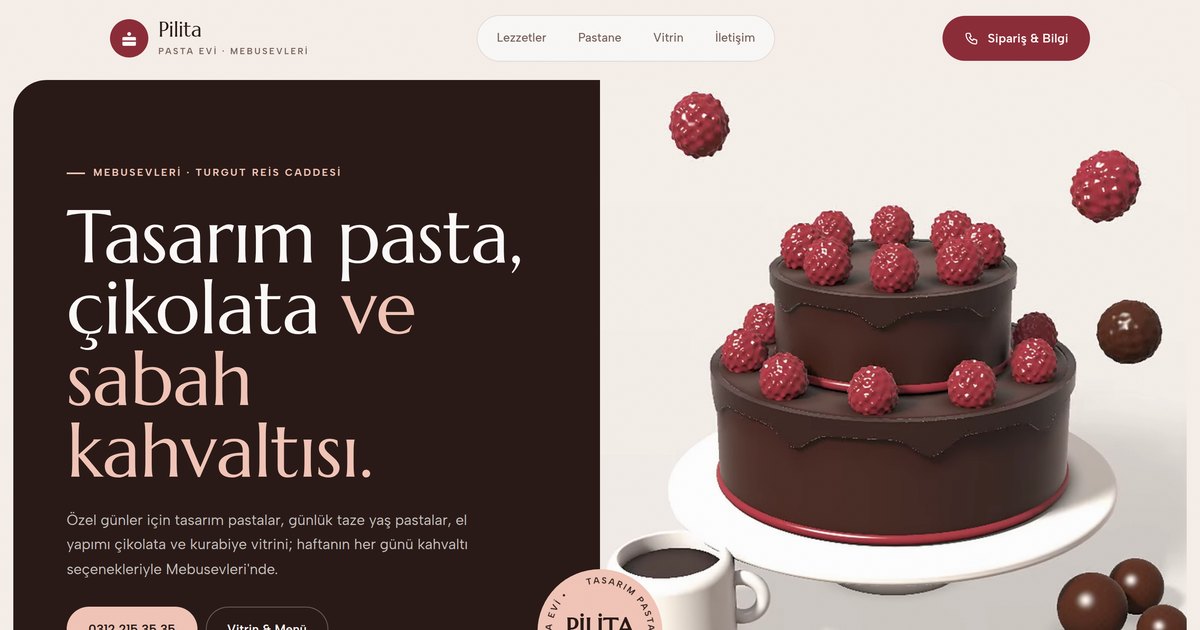 Pilita
PASTA EVİ · MEBUSEVLERİ
Lezzetler
Pastane
Vitrin
İletişim
Sipariş & Bilgi
MEBUSEVLERİ · TURGUT REİS CADDESİ
Tasarım pasta,
çikolata ve
sabah
kahvaltısı.
Özel günler için tasarım pastalar, günlük taze yaş pastalar, el
yapımı çikolata ve kurabiye vitrini; haftanın her günü kahvaltı
seçenekleriyle Mebusevleri'nde.
0312 215 35 35
Vitrin & Menü
EVİ • TASARIM PASTA
PİLİTA